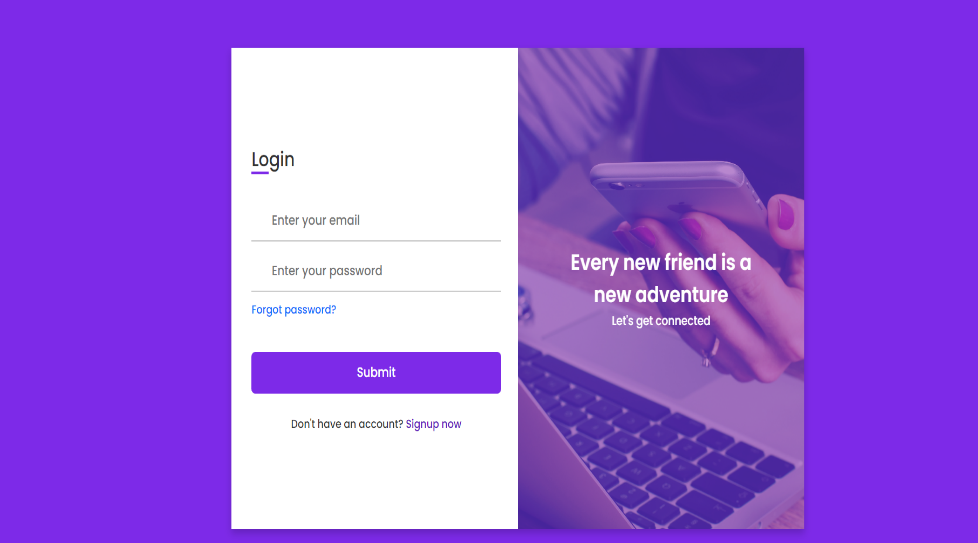 Login
Enter your email
Enter your password
Forgot password?
Submit
Don't have an account? Signup now
Every new friend is a
new adventure
Let's get connected